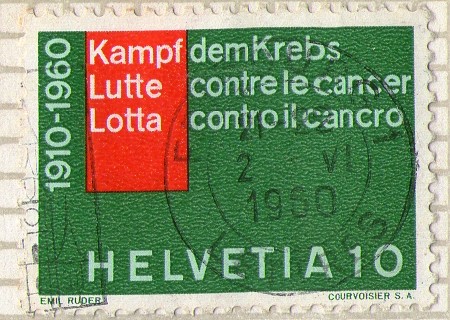 1910-1960
Kampf dem Krebs
Lutte contre le cancer
Lotta contro il cancro
2 VI
1960
HELVETIA 10
EMIL RUDER COURVOISIER S.A.